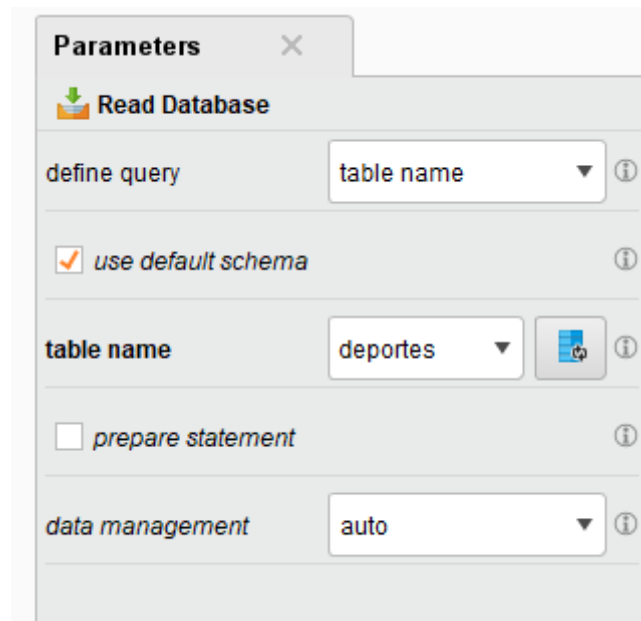 Parameters
Read Database
define query table name
use default schema
table name deportes
prepare statement
data management auto